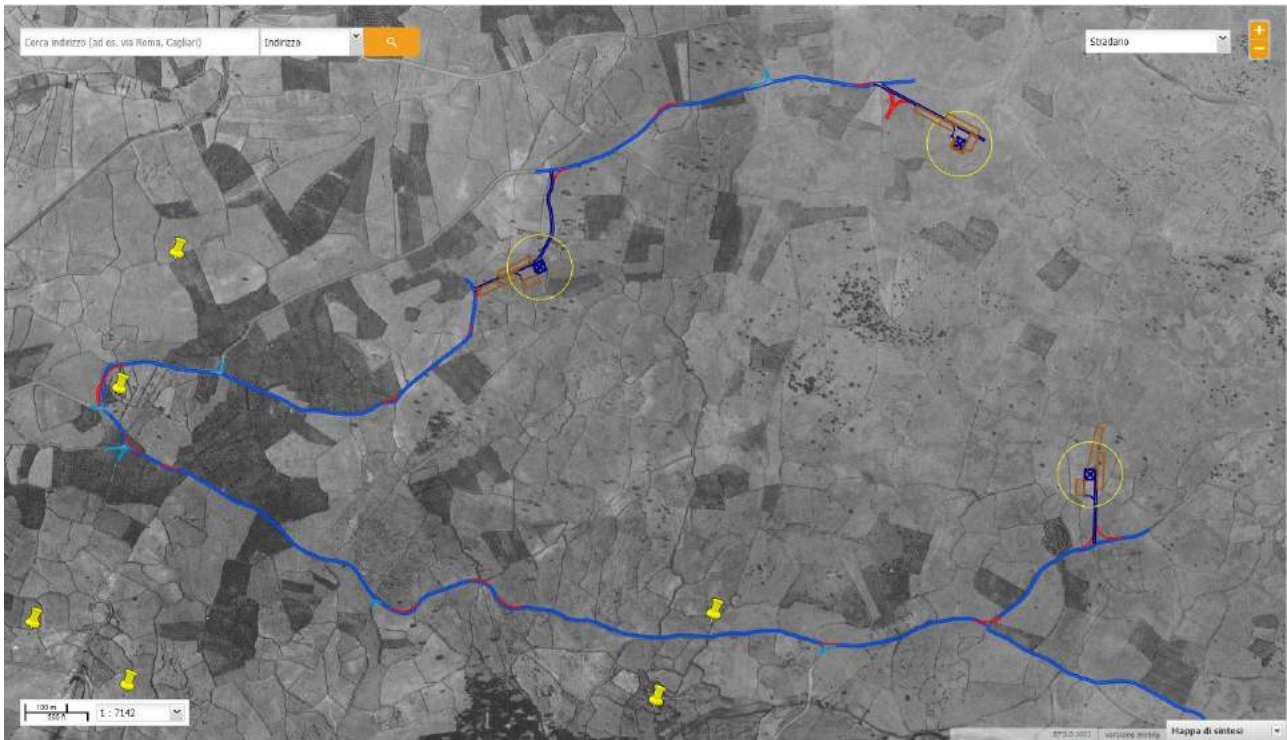 Cerca indirizzo (ad es. via Roma, Cagliari)
Indirizzo
Stradario
+
−
100 m
1 : 7142
versione mobile
Mappa di sintesi